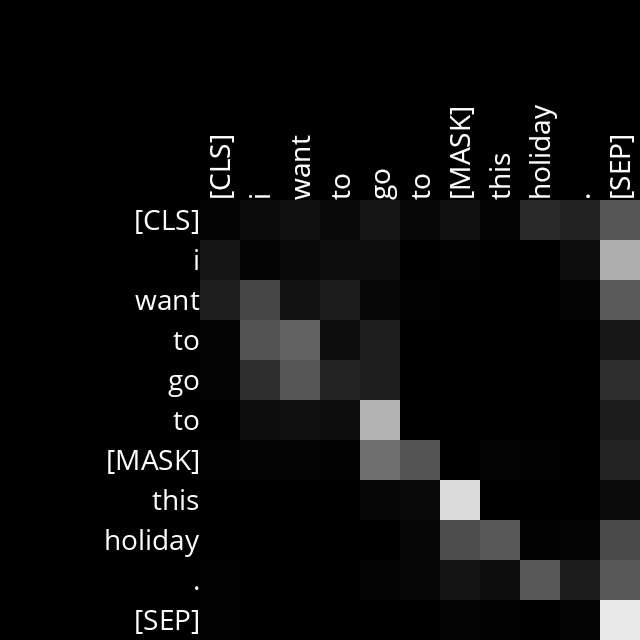 [CLS] i want to go to [MASK] this holiday . [SEP]
[CLS]
i
want
to
go
to
[MASK]
this
holiday
.
[SEP]